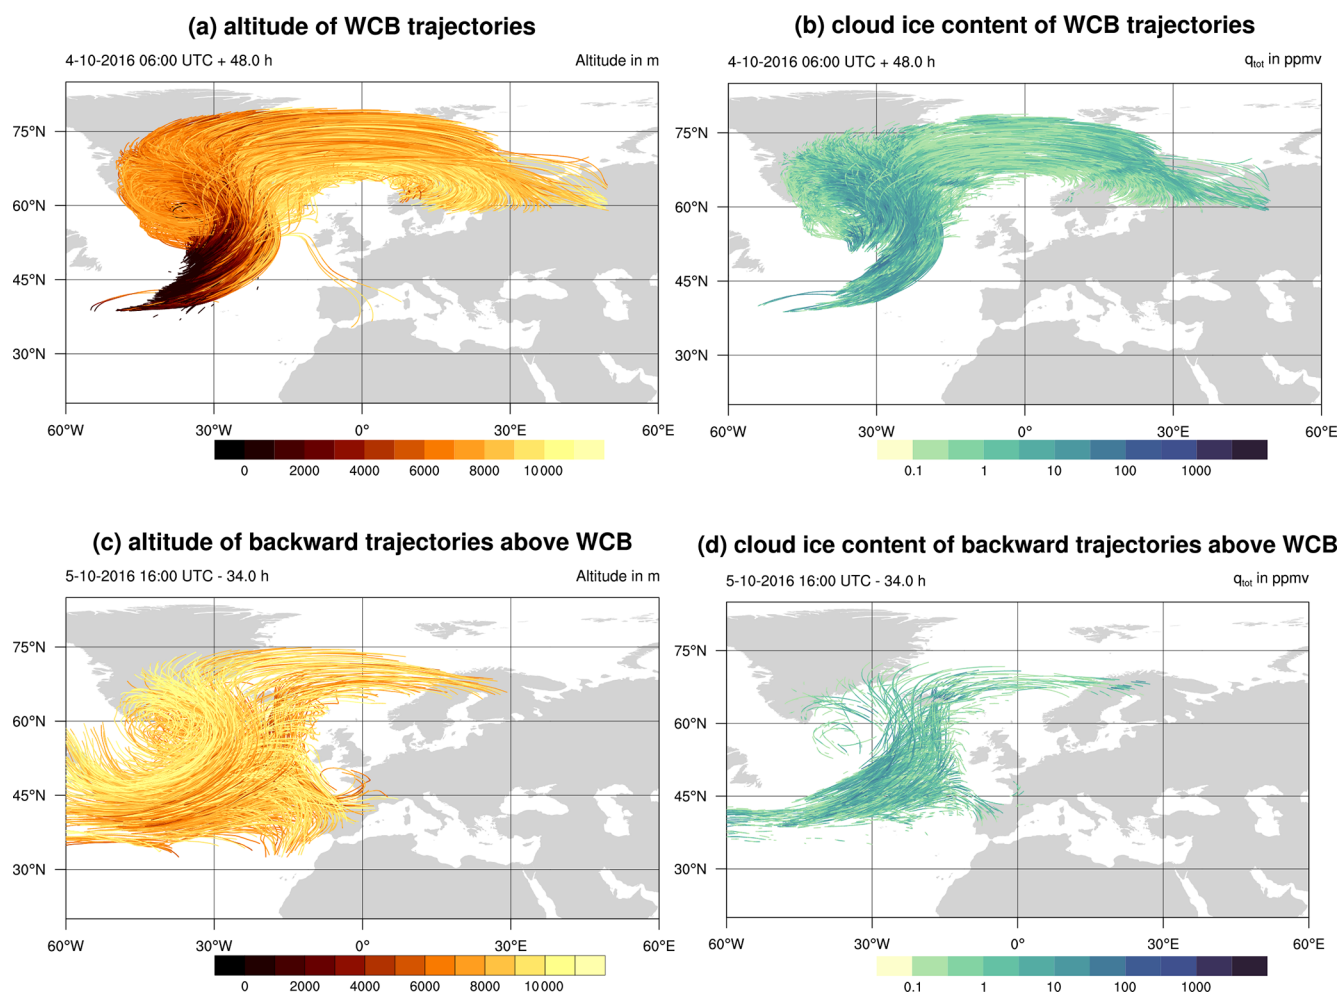 (a) altitude of WCB trajectories
4-10-2016 06:00 UTC + 48.0 h Altitude in m
75°N
60°N
45°N
30°N
60°W 30°W 0° 30°E 60°E
0 2000 4000 6000 8000 10000
(b) cloud ice content of WCB trajectories
4-10-2016 06:00 UTC + 48.0 h qtot in ppmv
75°N
60°N
45°N
30°N
60°W 30°W 0° 30°E 60°E
0.1 1 10 100 1000
(c) altitude of backward trajectories above WCB
5-10-2016 16:00 UTC - 34.0 h Altitude in m
75°N
60°N
45°N
30°N
60°W 30°W 0° 30°E 60°E
0 2000 4000 6000 8000 10000
(d) cloud ice content of backward trajectories above WCB
5-10-2016 16:00 UTC - 34.0 h qtot in ppmv
75°N
60°N
45°N
30°N
60°W 30°W 0° 30°E 60°E
0.1 1 10 100 1000